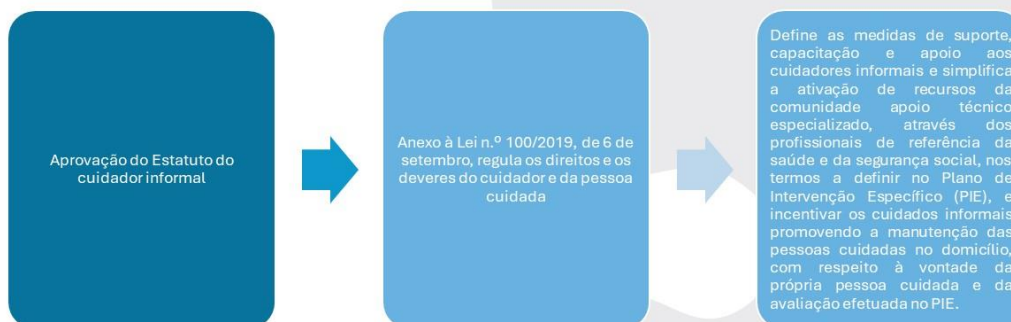 Aprovação do Estatuto do
cuidador informal
Anexo à Lei n.º 100/2019, de 6 de
setembro, regula os direitos e os
deveres do cuidador e da pessoa
cuidada
Define as medidas de suporte,
capacitação e apoio aos
cuidadores informais e simplifica
a ativação de recursos da
comunidade apoio técnico
especializado, através dos
profissionais de referência da
saúde e da segurança social, nos
termos a definir no Plano de
Intervenção Específico (PIE), e
incentivar os cuidados informais
promovendo a manutenção das
pessoas cuidadas no domicílio,
com respeito à vontade da
própria pessoa cuidada e da
avaliação efetuada no PIE.